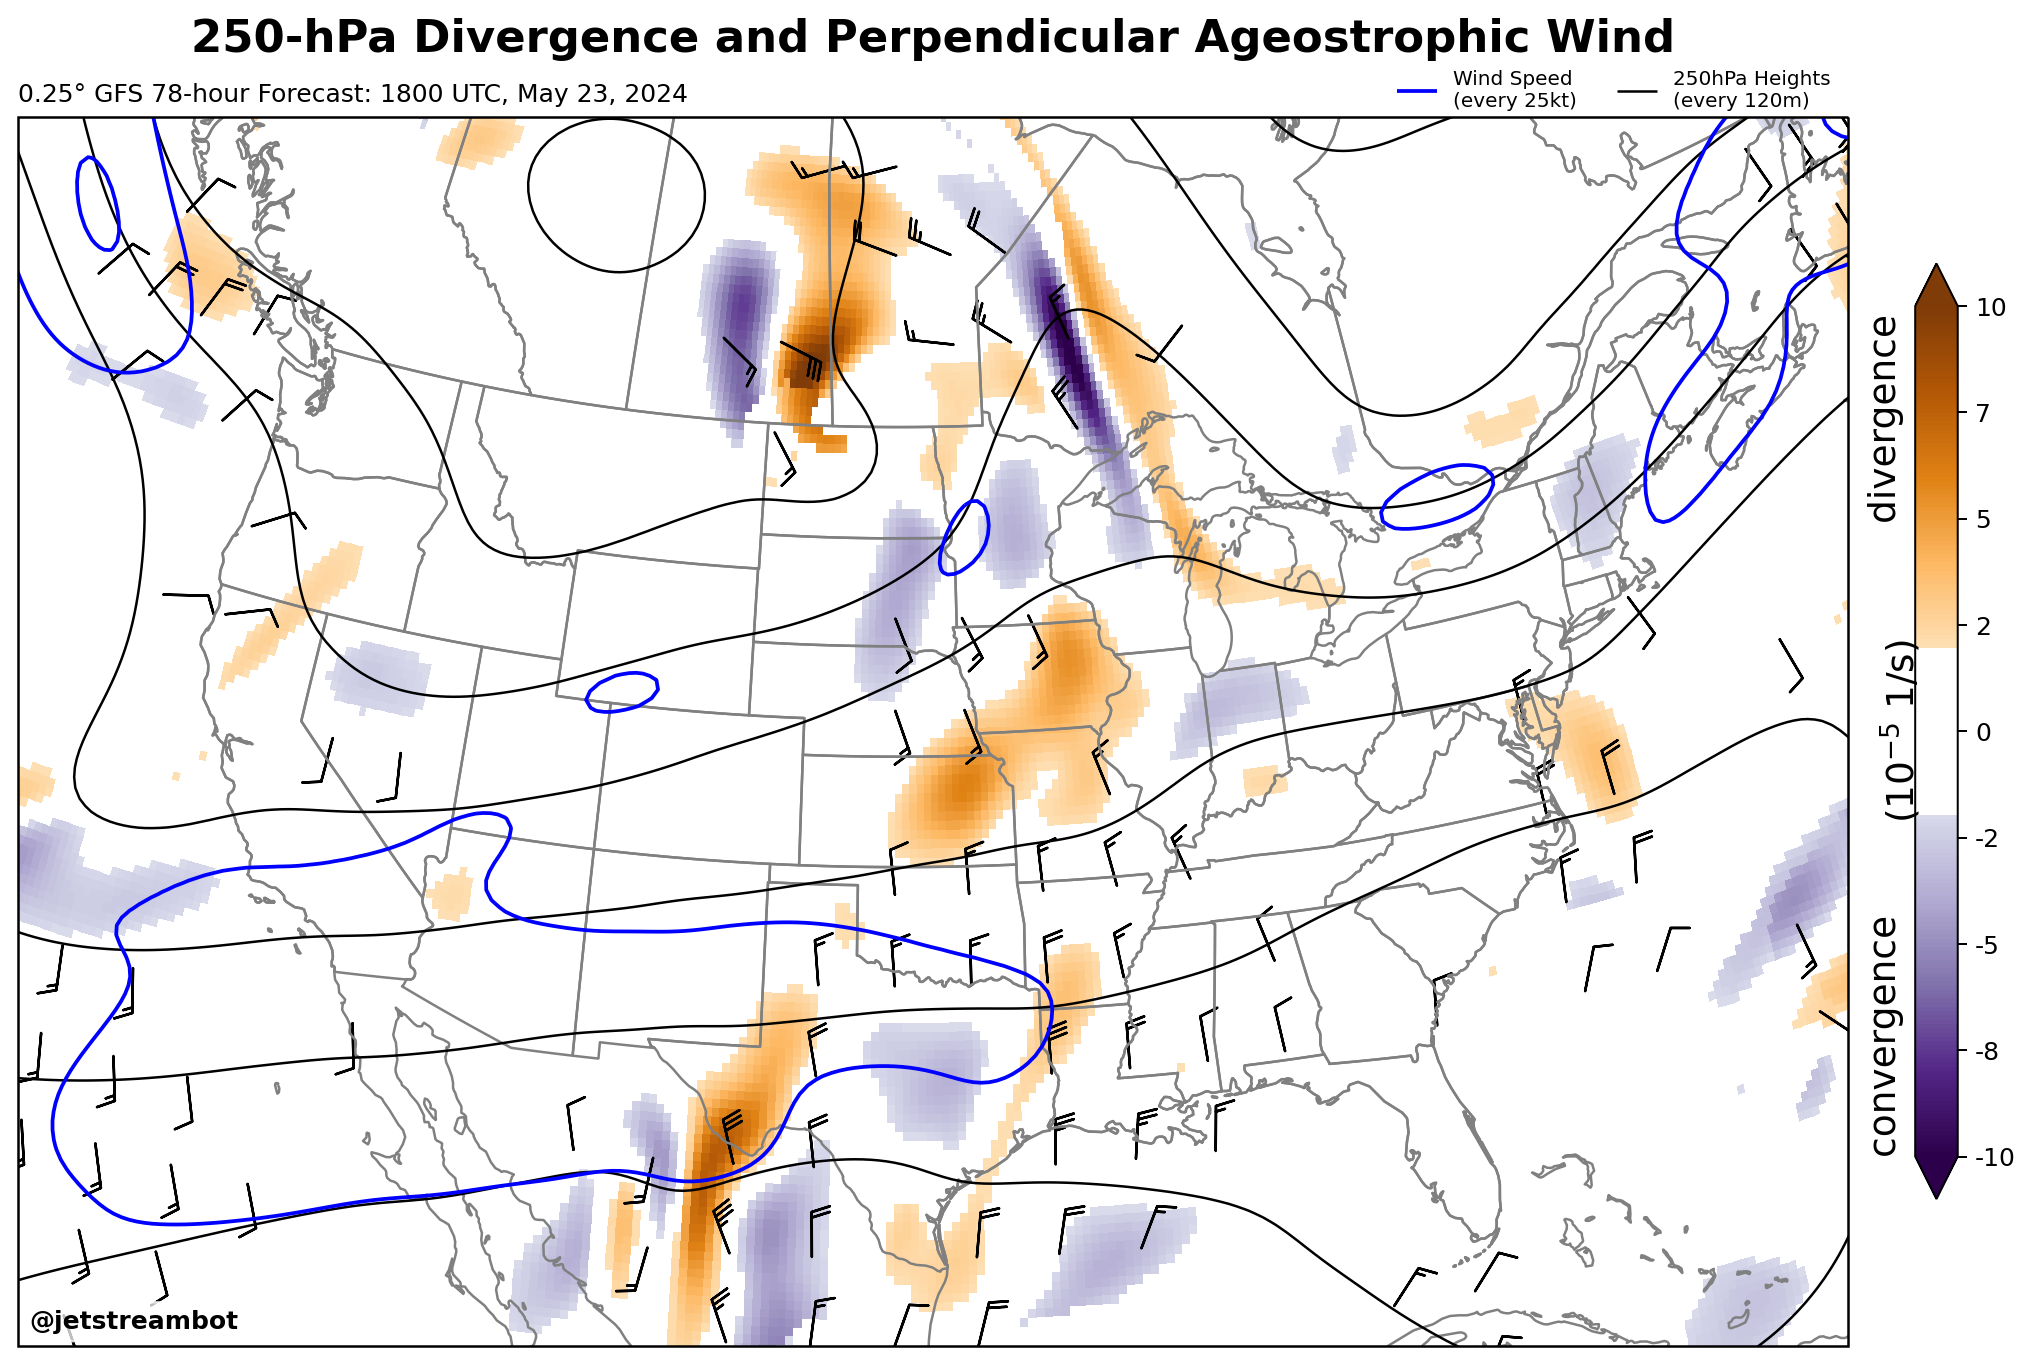 250-hPa Divergence and Perpendicular Ageostrophic Wind
0.25° GFS 78-hour Forecast: 1800 UTC, May 23, 2024
Wind Speed
(every 25kt)
250hPa Heights
(every 120m)
10
7
5
2
0
-2
-5
-8
-10
convergence
(10⁻⁵ 1/s)
divergence
@jetstreambot